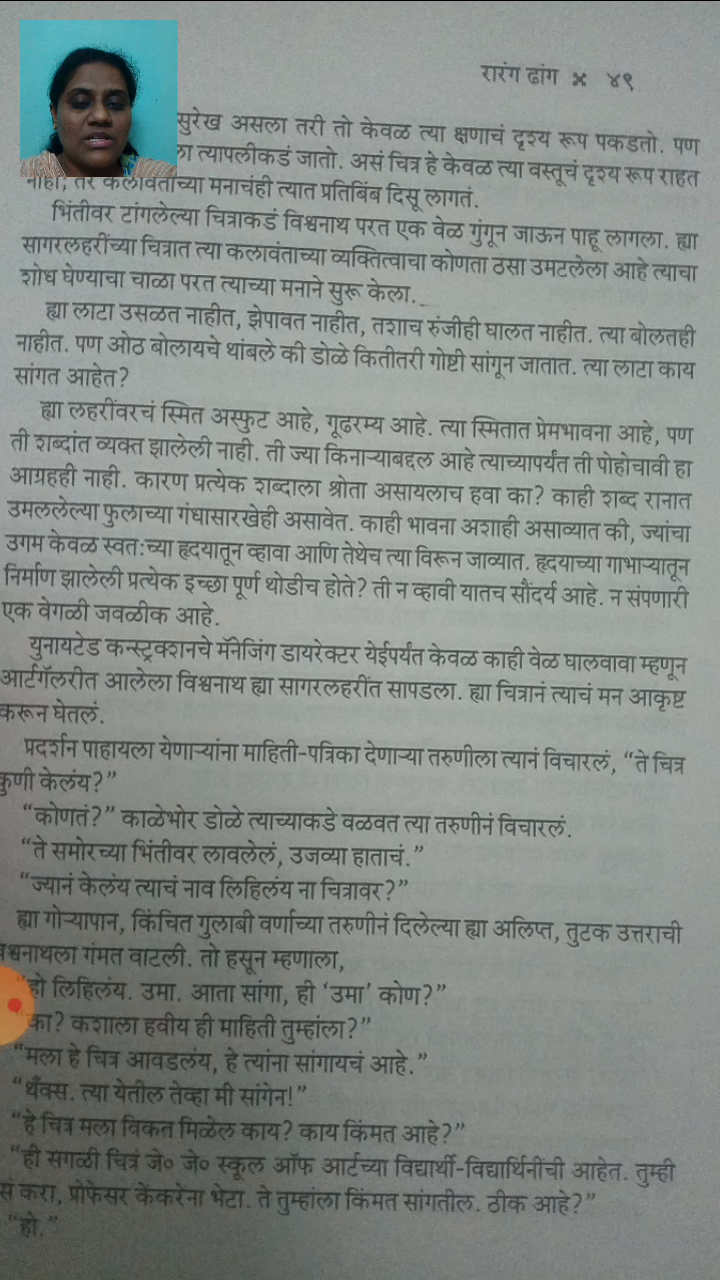 रारंग ढांग ✖ ४९
सुरेख असला तरी तो केवळ त्या क्षणाचं दृश्य रूप पकडतो. पण
ला त्यापलीकडं जातो. असं चित्र हे केवळ त्या वस्तूचं दृश्य रूप राहत
नाही, तर कलावंताच्या मनाचंही त्यात प्रतिबिंब दिसू लागतं.
भिंतीवर टांगलेल्या चित्राकडं विश्वनाथ परत एक वेळ गुंगून जाऊन पाहू लागला. ह्या
सागरलहरींच्या चित्रात त्या कलावंताच्या व्यक्तित्वाचा कोणता ठसा उमटलेला आहे त्याचा
शोध घेण्याचा चाळा परत त्याच्या मनाने सुरू केला.
ह्या लाटा उसळत नाहीत, झेपावत नाहीत, तशाच रुंजीही घालत नाहीत. त्या बोलतही
नाहीत. पण ओठ बोलायचे थांबले की डोळे कितीतरी गोष्टी सांगून जातात. त्या लाटा काय
सांगत आहेत?
ह्या लहरींवरचं स्मित अस्फुट आहे, गूढरम्य आहे. त्या स्मितात प्रेमभावना आहे, पण
ती शब्दांत व्यक्त झालेली नाही. ती ज्या किनाऱ्याबद्दल आहे त्याच्यापर्यंत ती पोहोचावी हा
आग्रहही नाही. कारण प्रत्येक शब्दाला श्रोता असायलाच हवा का? काही शब्द रानात
उमललेल्या फुलाच्या गंधासारखेही असावेत. काही भावना अशाही असाव्यात की, ज्यांचा
उगम केवळ स्वतःच्या हृदयातून व्हावा आणि तेथेच त्या विरून जाव्यात. हृदयाच्या गाभाऱ्यातून
निर्माण झालेली प्रत्येक इच्छा पूर्ण थोडीच होते? ती न व्हावी यातच सौंदर्य आहे. न संपणारी
एक वेगळी जवळीक आहे.
युनायटेड कन्स्ट्रक्शनचे मॅनेजिंग डायरेक्टर येईपर्यंत केवळ काही वेळ घालवावा म्हणून
आर्टगॅलरीत आलेला विश्वनाथ ह्या सागरलहरींत सापडला. ह्या चित्रानं त्याचं मन आकृष्ट
करून घेतलं.
प्रदर्शन पाहायला येणाऱ्यांना माहिती-पत्रिका देणाऱ्या तरुणीला त्यानं विचारलं, “ते चित्र
कुणी केलंय?”
“कोणतं?” काळेभोर डोळे त्याच्याकडे वळवत त्या तरुणीनं विचारलं.
“ते समोरच्या भिंतीवर लावलेलं, उजव्या हाताचं.”
“ज्यानं केलंय त्याचं नाव लिहिलंय ना चित्रावर?”
ह्या गोऱ्यापान, किंचित गुलाबी वर्णाच्या तरुणीनं दिलेल्या ह्या अलिप्त, तुटक उत्तराची
श्वनाथला गंमत वाटली. तो हसून म्हणाला,
“हो लिहिलंय. उमा. आता सांगा, ही ‘उमा’ कोण?”
“का? कशाला हवीय ही माहिती तुम्हांला?”
“मला हे चित्र आवडलंय, हे त्यांना सांगायचं आहे.”
“थँक्स. त्या येतील तेव्हा मी सांगेन!”
“हे चित्र मला विकत मिळेल काय? काय किंमत आहे?”
“ही सगळी चित्रं जे० जे० स्कूल ऑफ आर्टच्या विद्यार्थी-विद्यार्थिनींची आहेत. तुम्ही
सं करा, प्रोफेसर केंकरेंना भेटा. ते तुम्हांला किंमत सांगतील. ठीक आहे?”
“हो.”